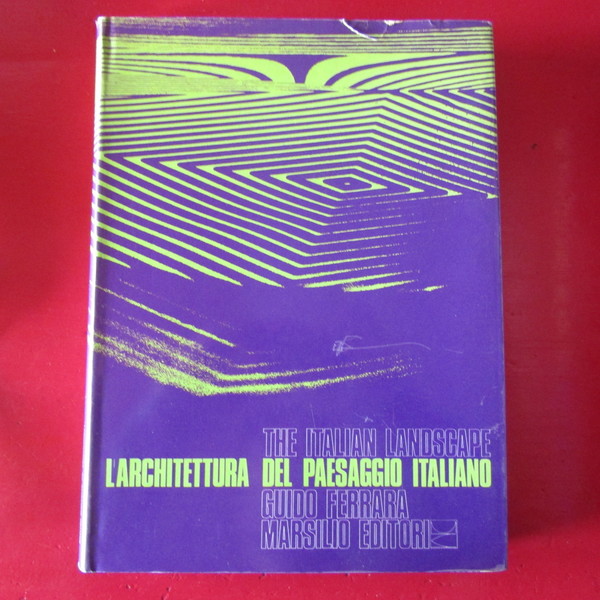 THE ITALIAN LANDSCAPE
L'ARCHITETTURA DEL PAESAGGIO ITALIANO
GUIDO FERRARA
MARSILIO EDITORI